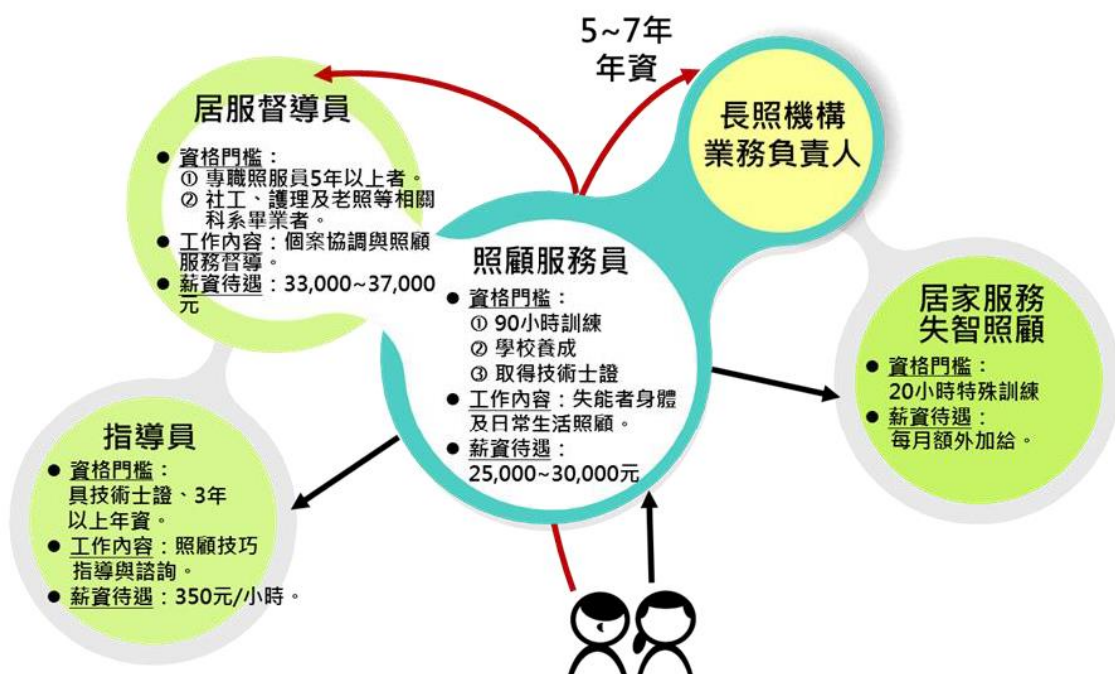 5~7年
年資
長照機構
業務負責人
居服督導員
● 資格門檻：
① 專職照服員5年以上者。
② 社工、護理及老照等相關
科系畢業者。
● 工作內容：個案協調與照顧
服務督導。
● 薪資待遇：33,000~37,000
元
照顧服務員
● 資格門檻：
① 90小時訓練
② 學校養成
③ 取得技術士證
● 工作內容：失能者身體
及日常生活照顧。
● 薪資待遇：
25,000~30,000元
居家服務
失智照顧
● 資格門檻：
20小時特殊訓練
● 薪資待遇：
每月額外加給。
指導員
● 資格門檻：
具技術士證、3年
以上年資。
● 工作內容：照顧技巧
指導與諮詢。
● 薪資待遇：350元/小時。